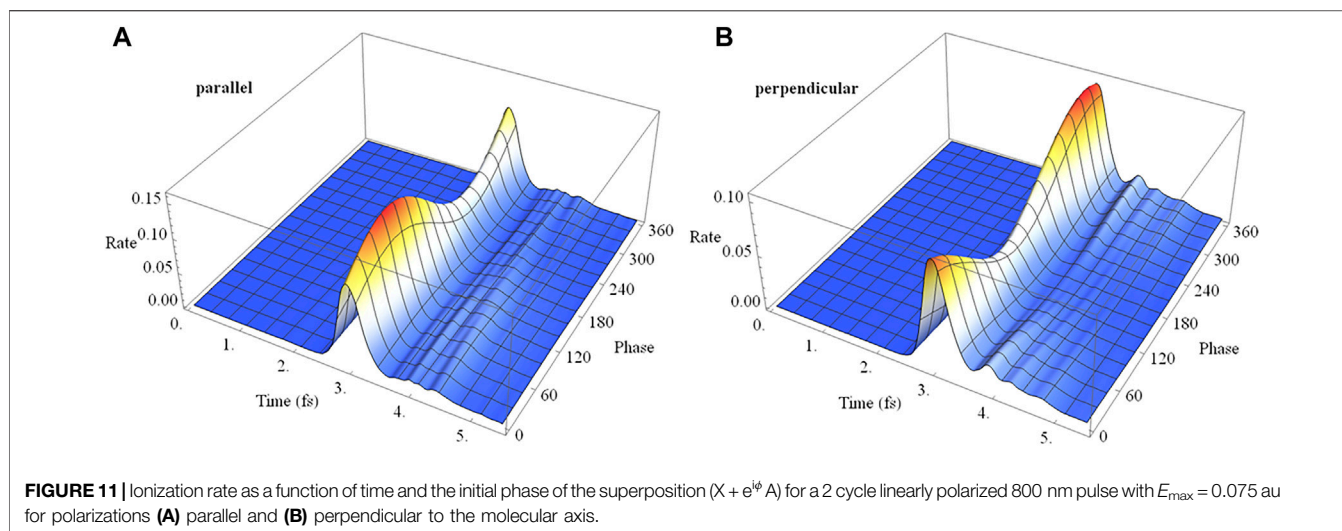 A
parallel
0.15
0.10
Rate
0.05
0.00
0.
1.
2.
3.
Time (fs)
4.
5.
360
300
240
180
Phase
120
60
0
B
perpendicular
0.10
Rate
0.05
0.00
0.
1.
2.
3.
Time (fs)
4.
5.
360
300
240
180
Phase
120
60
0
FIGURE 11 | Ionization rate as a function of time and the initial phase of the superposition (X + e^{iϕ} A) for a 2 cycle linearly polarized 800 nm pulse with E_{max} = 0.075 au
for polarizations (A) parallel and (B) perpendicular to the molecular axis.